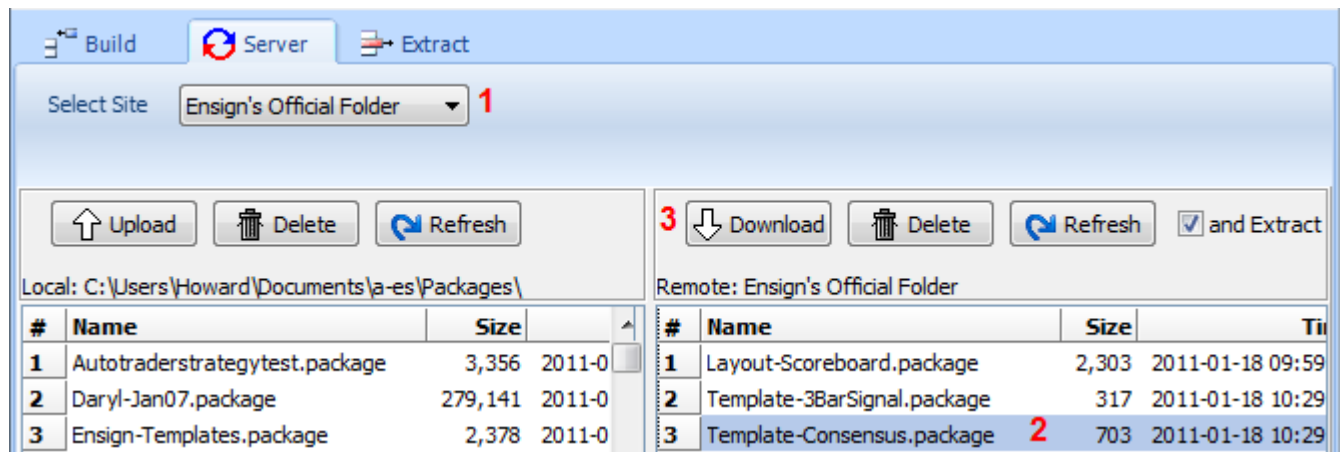 Build Server Extract
Select Site Ensign's Official Folder 1
Upload Delete Refresh 3 Download Delete Refresh and Extract
Local: C:\Users\Howard\Documents\a-es\Packages\ Remote: Ensign's Official Folder
# Name Size # Name Size Ti
1 Autotraderstrategytest.package 3,356 2011-0 1 Layout-Scoreboard.package 2,303 2011-01-18 09:59
2 Daryl-Jan07.package 279,141 2011-0 2 Template-3BarSignal.package 317 2011-01-18 10:29
3 Ensign-Templates.package 2,378 2011-0 3 Template-Consensus.package 2 703 2011-01-18 10:29